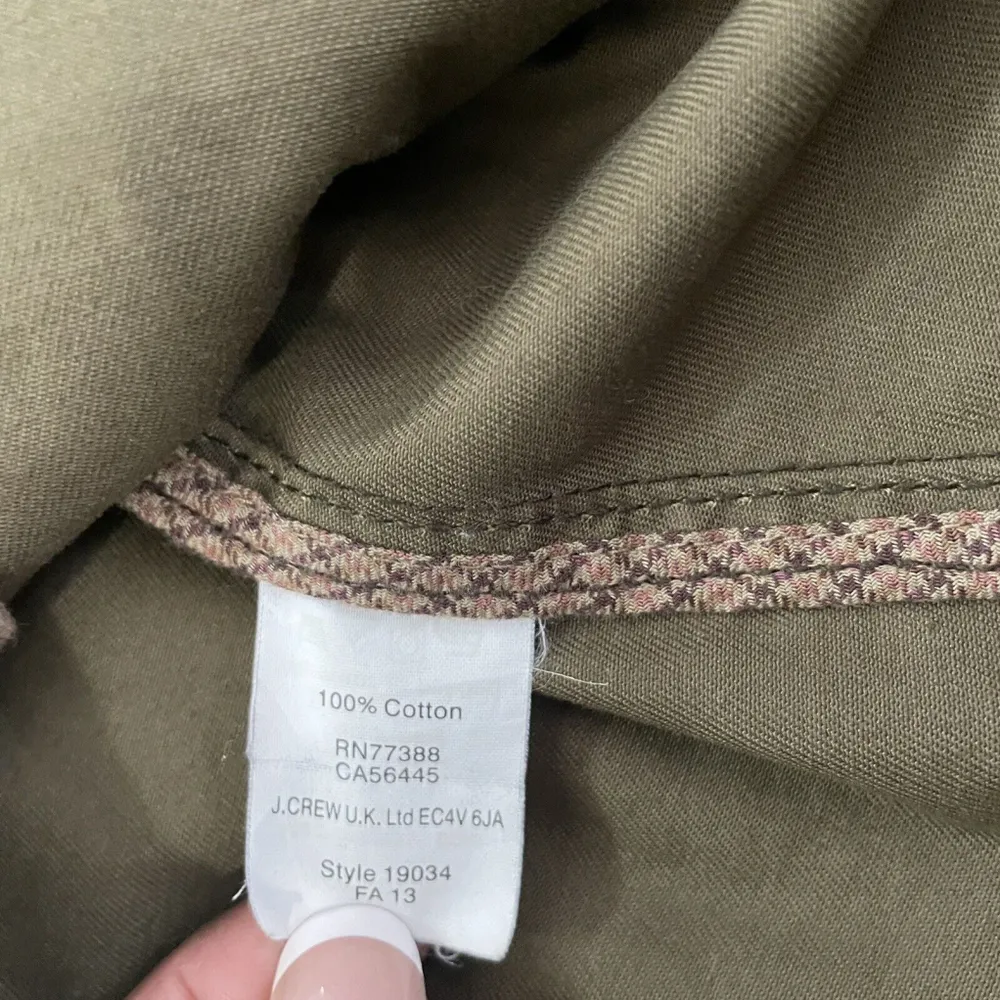 100% Cotton
RN77388
CA56445
J.CREW U.K. Ltd EC4V 6JA
Style 19034
FA 13